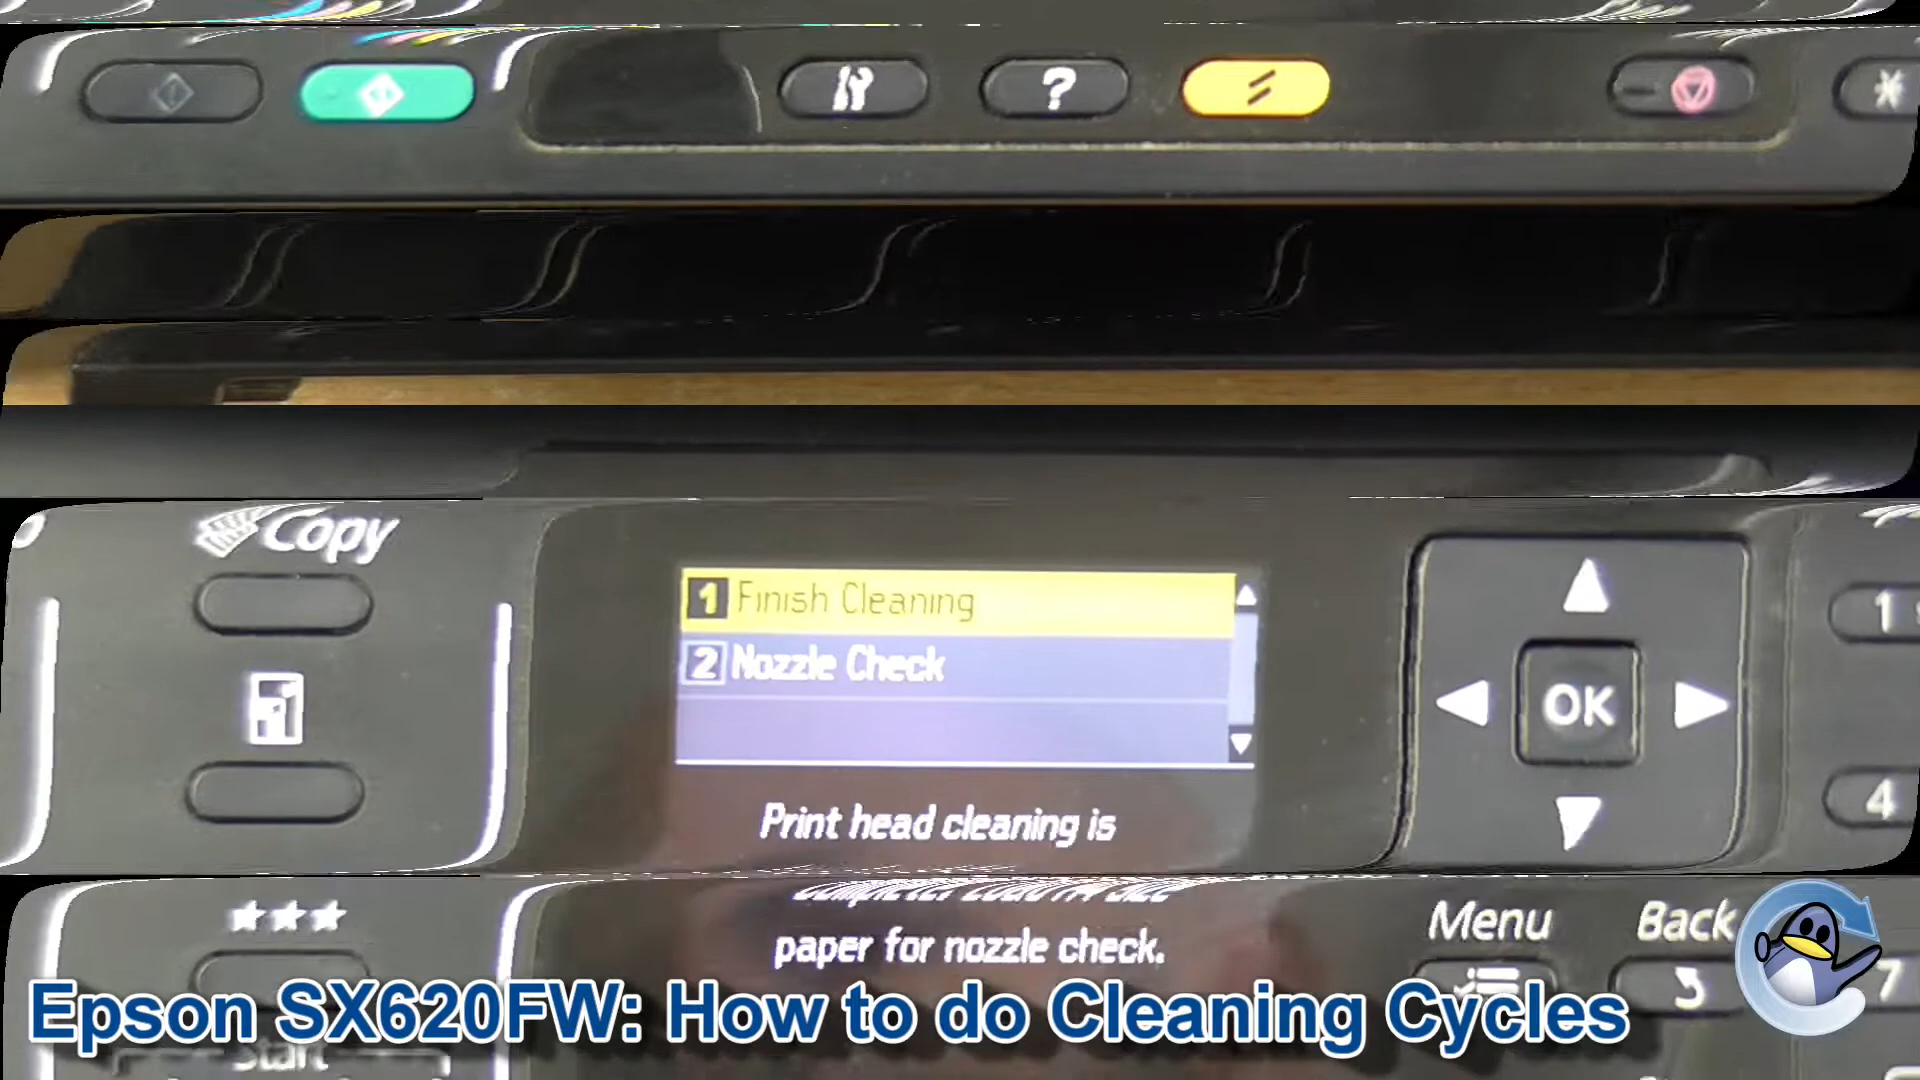 ?
Copy
1 Finish Cleaning
2 Nozzle Check
OK
1
4
Print head cleaning is
paper for nozzle check.
Menu
Back
7
Epson SX620FW: How to do Cleaning Cycles
Start